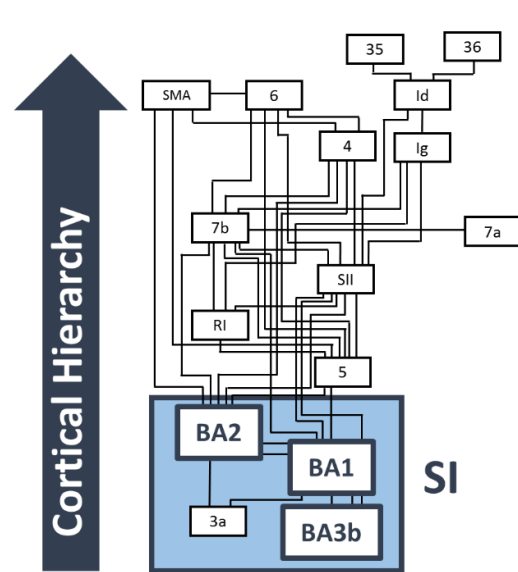 35
36
SMA
6
Id
4
Ig
7b
7a
SII
RI
5
BA2
BA1
SI
3a
BA3b
Cortical Hierarchy